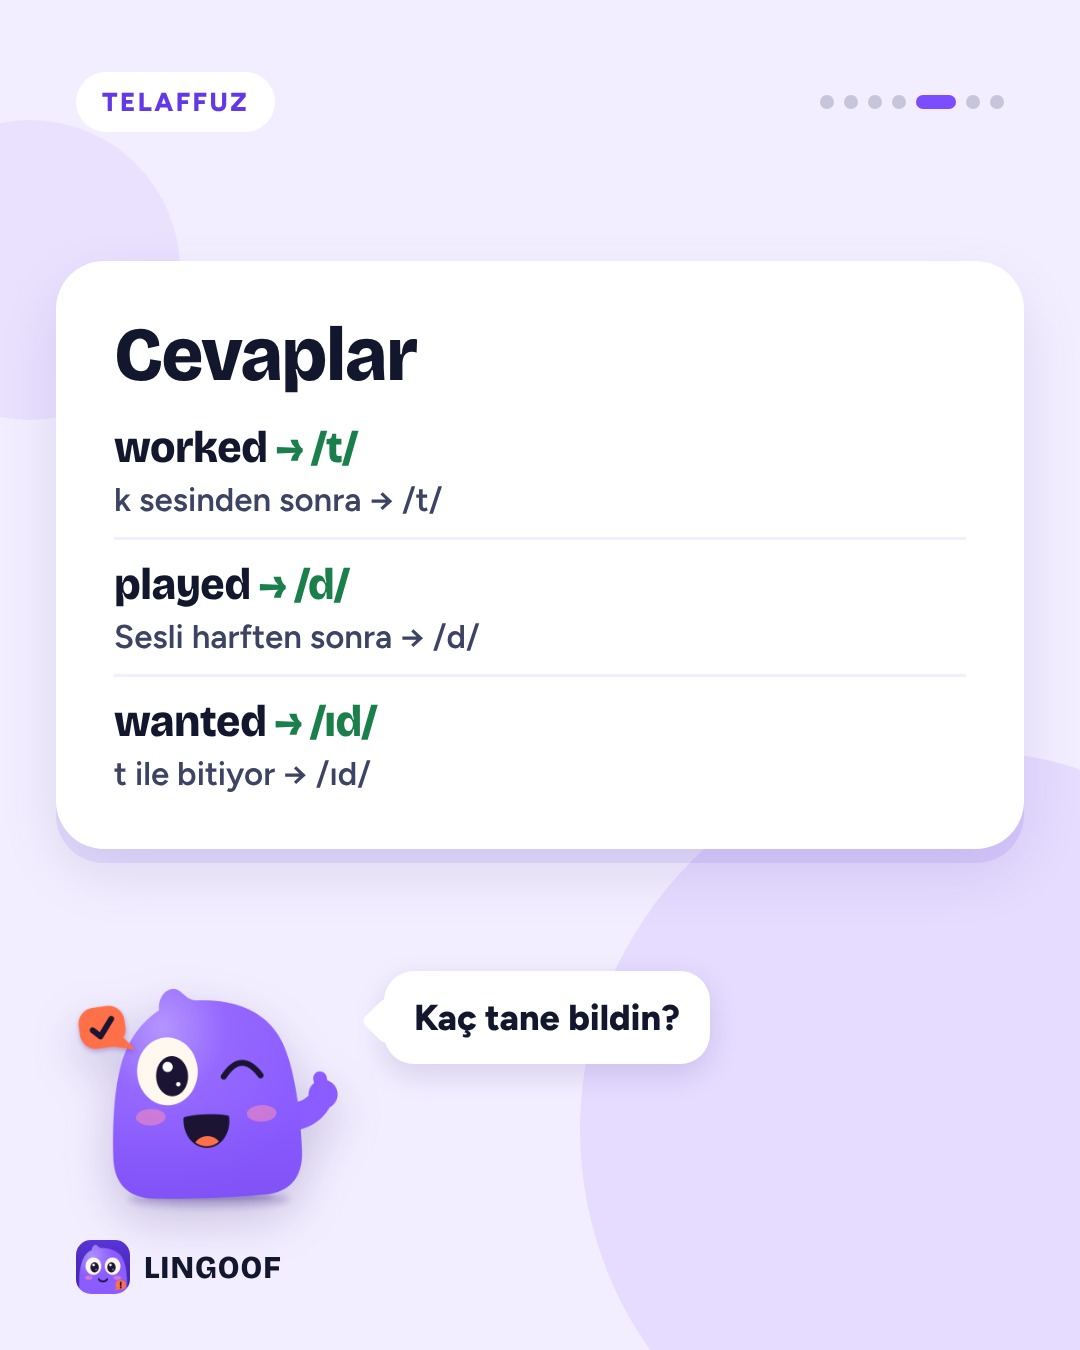 TELAFFUZ
Cevaplar
worked → /t/
k sesinden sonra → /t/
played → /d/
Sesli harften sonra → /d/
wanted → /ɪd/
t ile bitiyor → /ɪd/
Kaç tane bildin?
LINGOOF